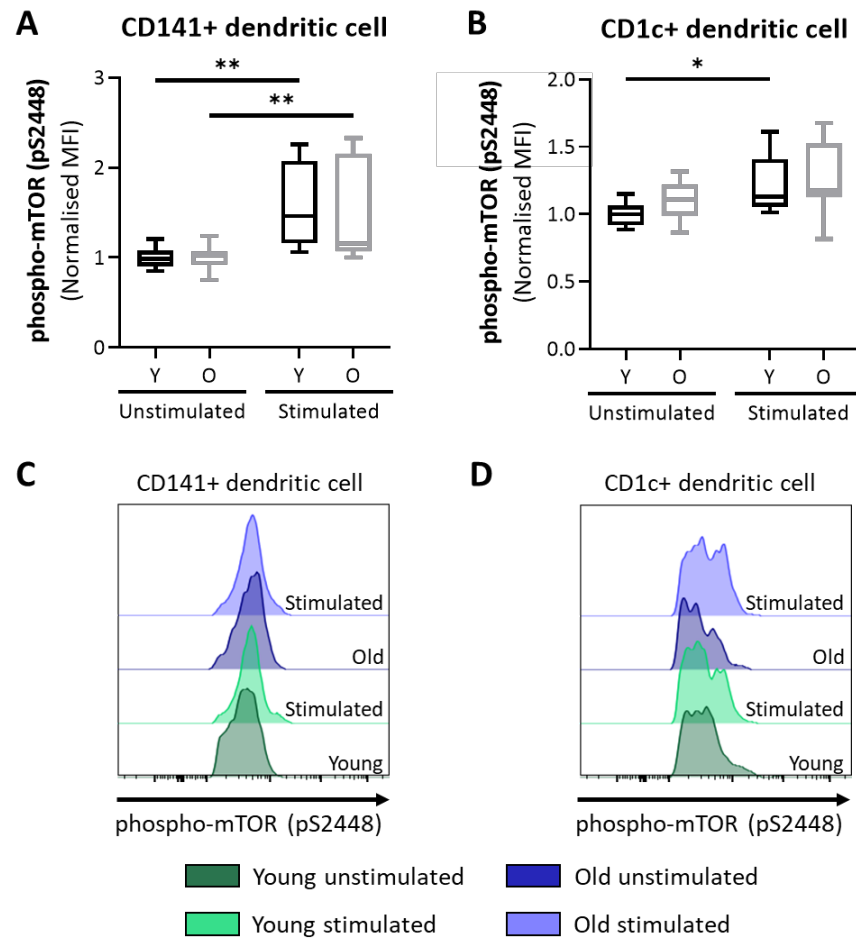 A
CD141+ dendritic cell
phospho-mTOR (pS2448)
(Normalised MFI)
3
2
1
0
**
**
Y
O
Y
O
Unstimulated
Stimulated
B
CD1c+ dendritic cell
phospho-mTOR (pS2448)
(Normalised MFI)
2.0
1.5
1.0
0.5
0.0
*
Y
O
Y
O
Unstimulated
Stimulated
C
CD141+ dendritic cell
Stimulated
Old
Stimulated
Young
phospho-mTOR (pS2448)
D
CD1c+ dendritic cell
Stimulated
Old
Stimulated
Young
phospho-mTOR (pS2448)
Young unstimulated
Old unstimulated
Young stimulated
Old stimulated